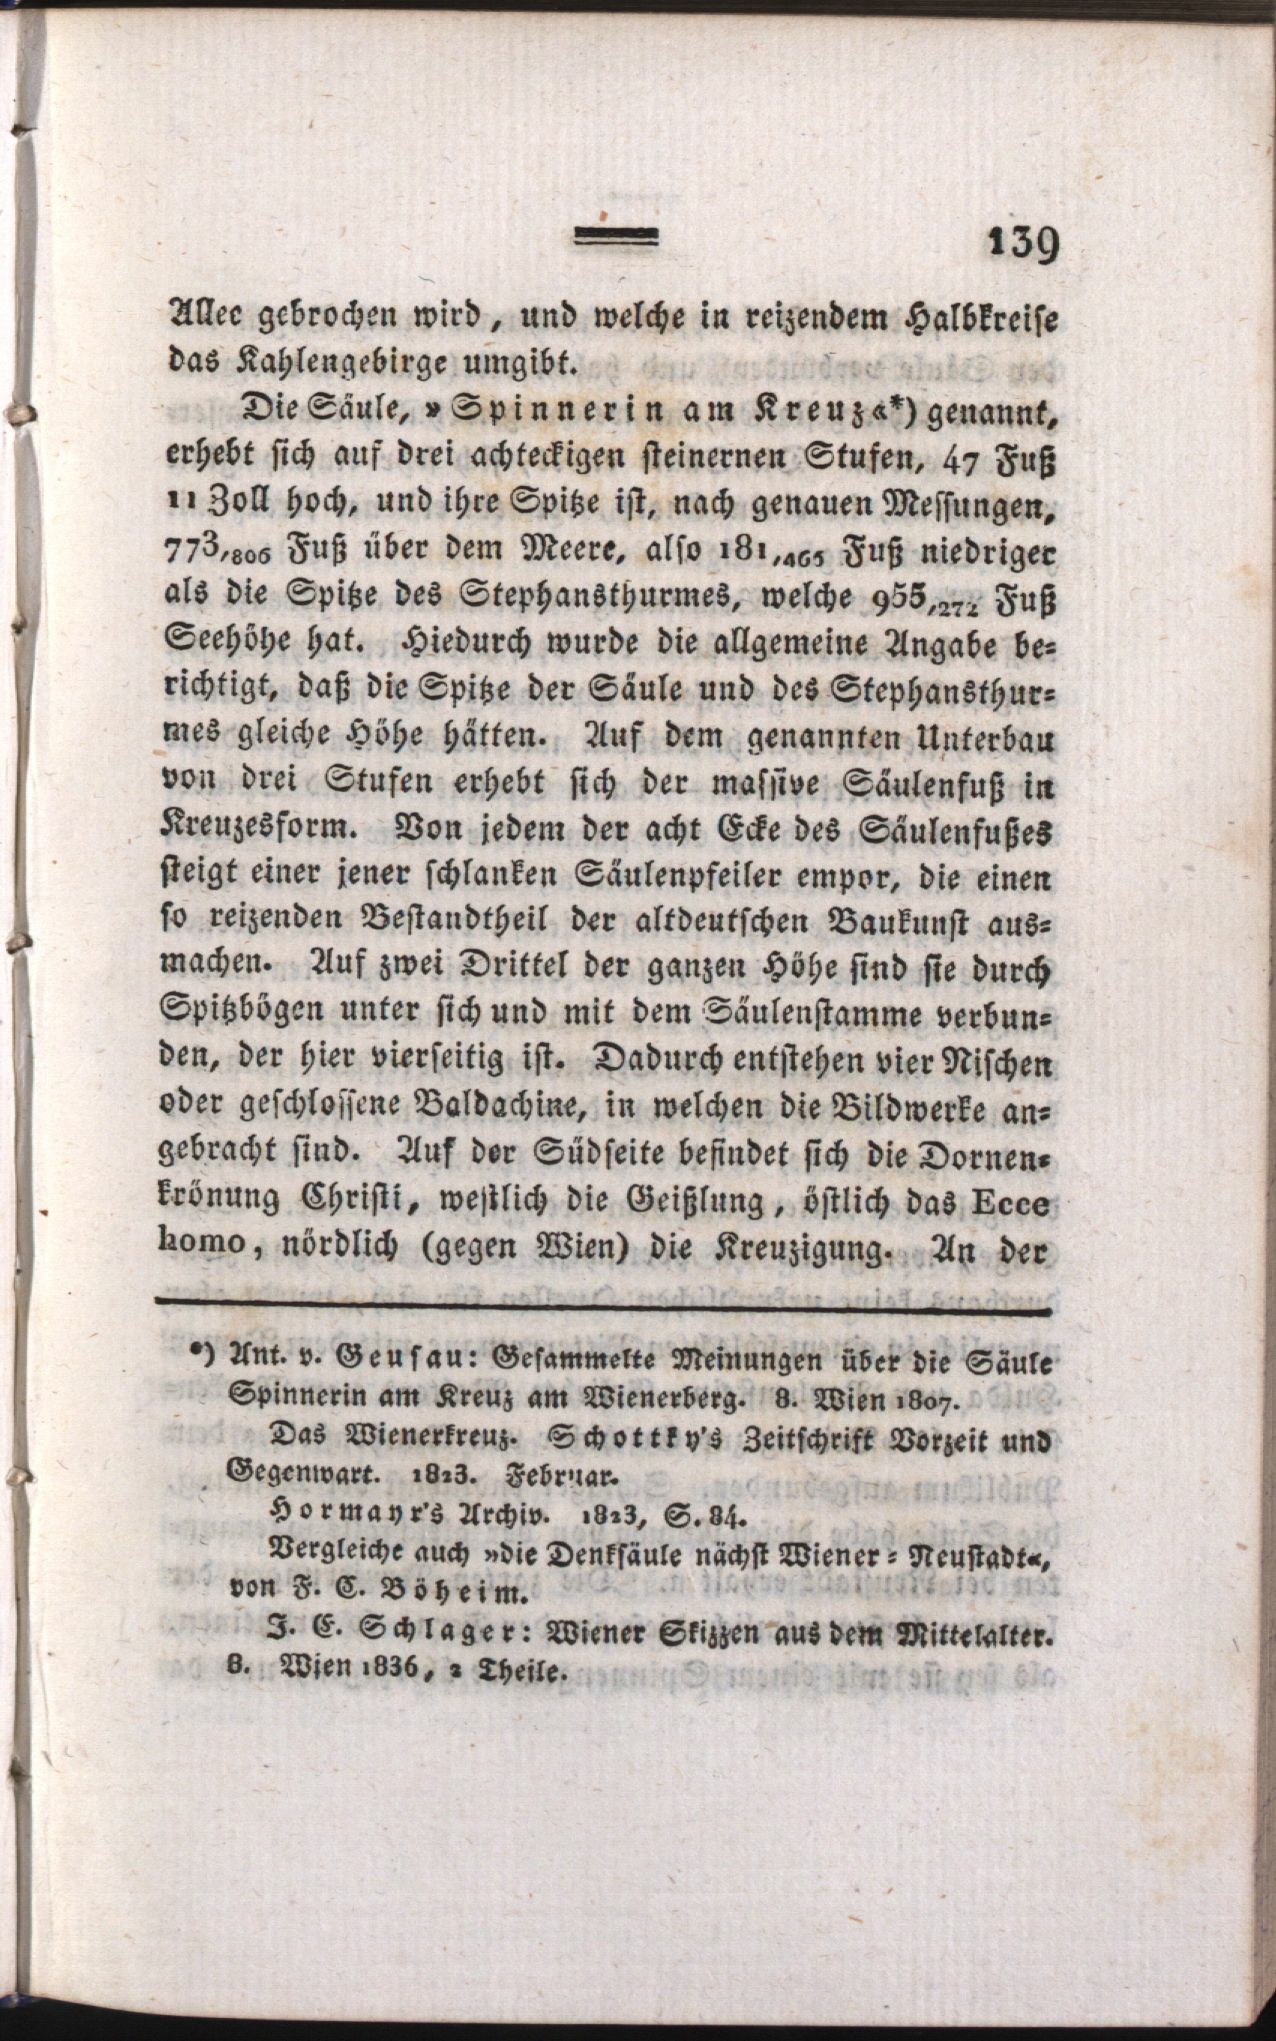 139
Allee gebrochen wird, und welche in reizendem Halbkreise
das Kahlengebirge umgibt.
Die Säule, »Spinnerin am Kreuz«*) genannt,
erhebt sich auf drei achteckigen steinernen Stufen, 47 Fuß
11 Zoll hoch, und ihre Spitze ist, nach genauen Messungen,
773,806 Fuß über dem Meere, also 181,465 Fuß niedriger
als die Spitze des Stephansthurmes, welche 955,272 Fuß
Seehöhe hat. Hiedurch wurde die allgemeine Angabe be-
richtigt, daß die Spitze der Säule und des Stephansthur-
mes gleiche Höhe hätten. Auf dem genannten Unterbau
von drei Stufen erhebt sich der massive Säulenfuß in
Kreuzesform. Von jedem der acht Ecke des Säulenfußes
steigt einer jener schlanken Säulenpfeiler empor, die einen
so reizenden Bestandtheil der altdeutschen Baukunst aus-
machen. Auf zwei Drittel der ganzen Höhe sind sie durch
Spitzbögen unter sich und mit dem Säulenstamme verbun-
den, der hier vierseitig ist. Dadurch entstehen vier Nischen
oder geschlossene Baldachine, in welchen die Bildwerke an-
gebracht sind. Auf der Südseite befindet sich die Dornen-
krönung Christi, westlich die Geißlung, östlich das Ecce
homo, nördlich (gegen Wien) die Kreuzigung. An der
*) Ant. v. Geusau: Gesammelte Meinungen über die Säule
Spinnerin am Kreuz am Wienerberg. 8. Wien 1807.
Das Wienerkreuz. Schottky's Zeitschrift Vorzeit und
Gegenwart. 1823. Februar.
Hormayr's Archiv. 1823, S. 84.
Vergleiche auch »die Denksäule nächst Wiener-Neustadt«,
von F. C. Böheim.
J. E. Schlager: Wiener Skizzen aus dem Mittelalter.
8. Wien 1836, 2 Theile.